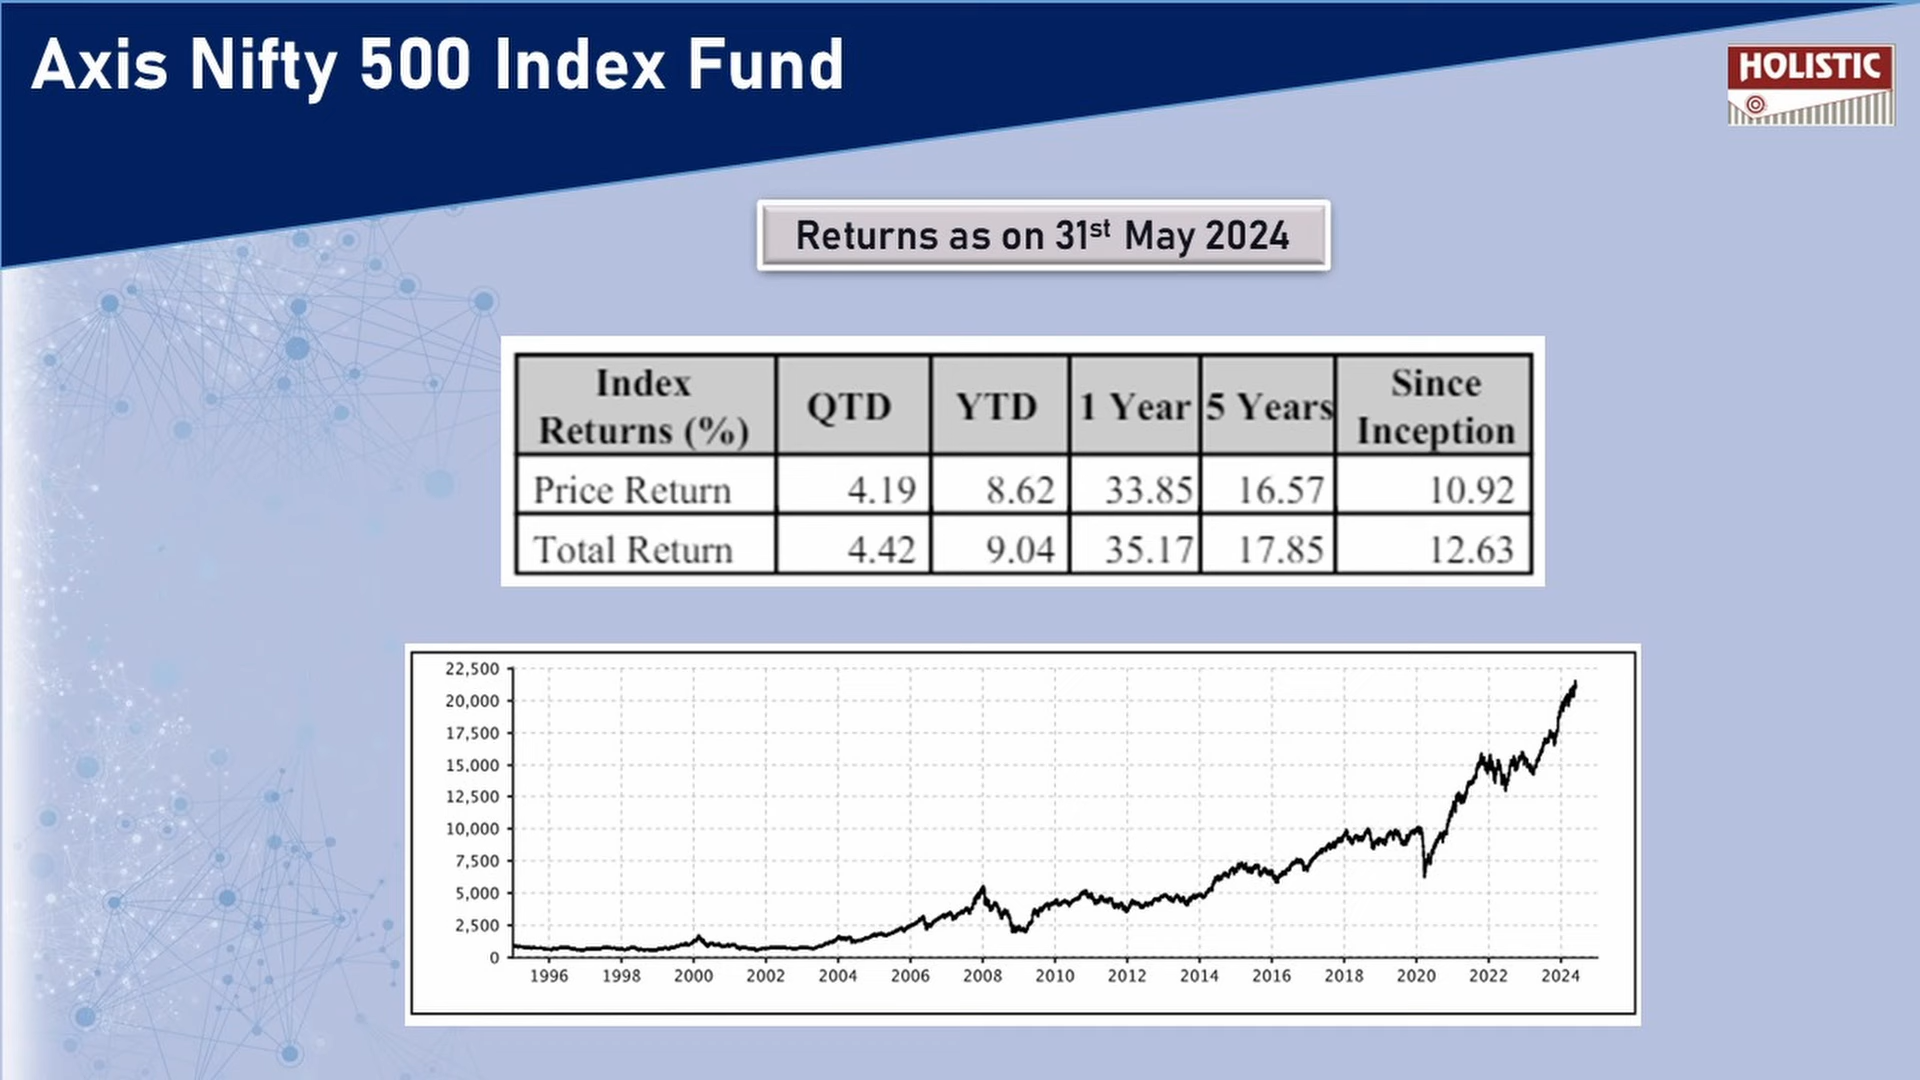 Axis Nifty 500 Index Fund
HOLISTIC
Returns as on 31st May 2024
Index Returns (%) QTD YTD 1 Year 5 Years Since Inception
Price Return 4.19 8.62 33.85 16.57 10.92
Total Return 4.42 9.04 35.17 17.85 12.63
22,500
20,000
17,500
15,000
12,500
10,000
7,500
5,000
2,500
0
1996 1998 2000 2002 2004 2006 2008 2010 2012 2014 2016 2018 2020 2022 2024